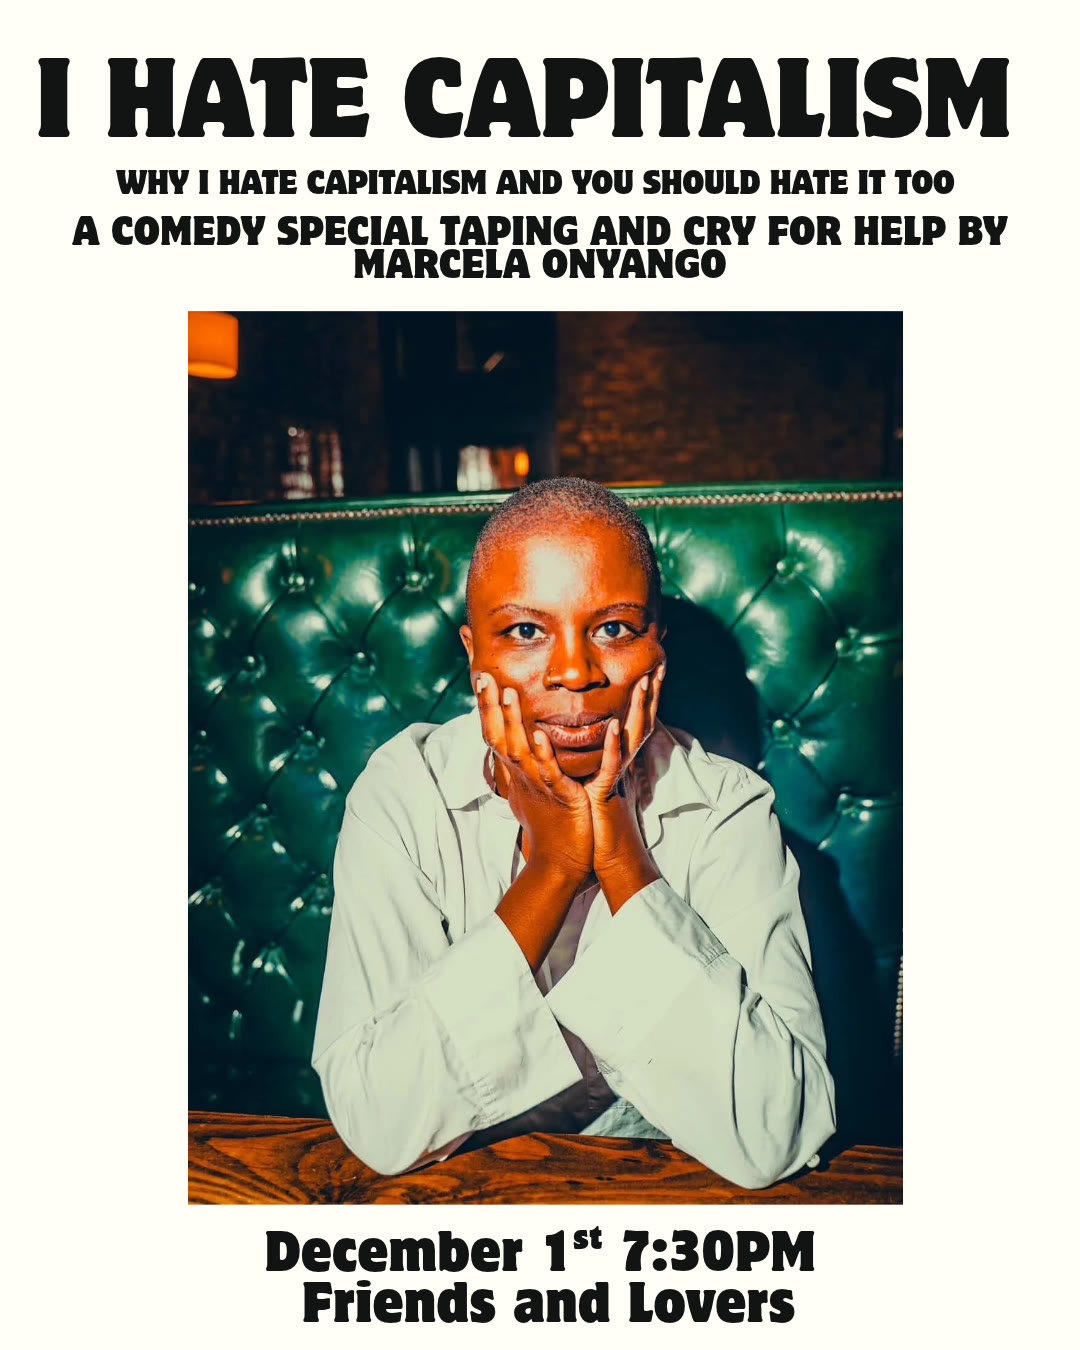 I HATE CAPITALISM
WHY I HATE CAPITALISM AND YOU SHOULD HATE IT TOO
A COMEDY SPECIAL TAPING AND CRY FOR HELP BY
MARCELA ONYANGO
December 1st 7:30PM
Friends and Lovers